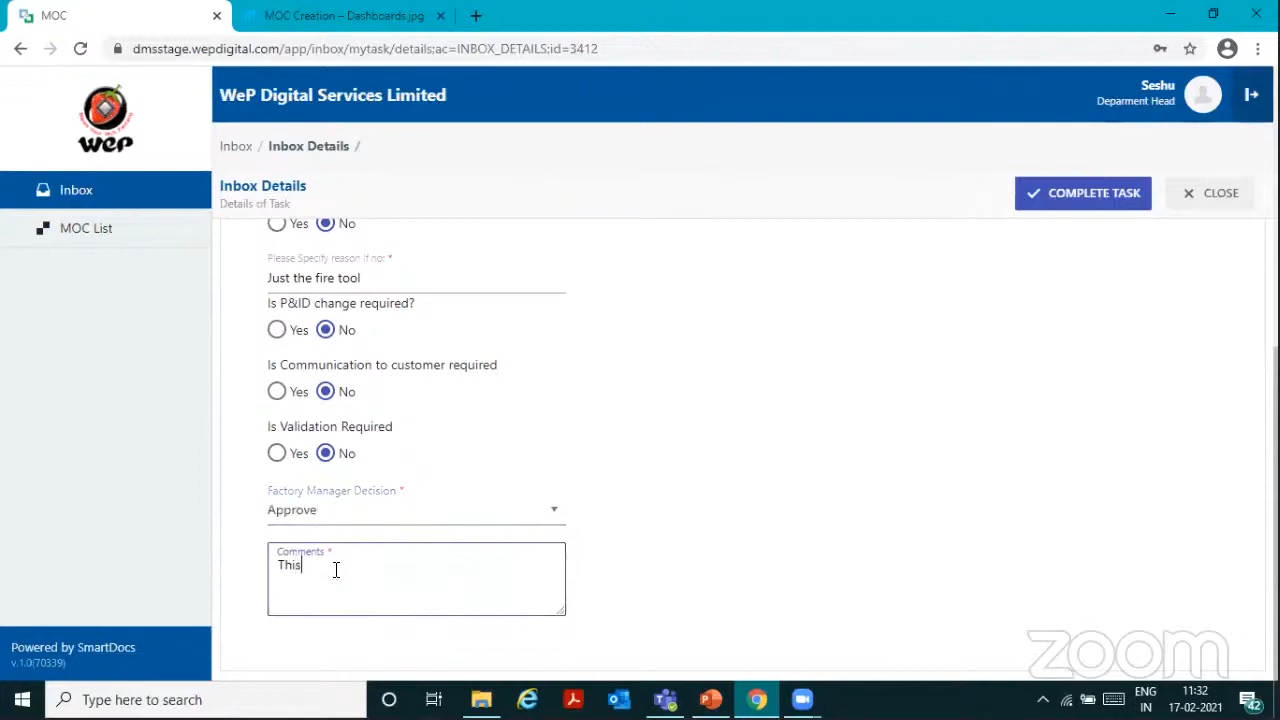 MOC
MOC Creation – Dashboards.jpg
dmsstage.wepdigital.com/app/inbox/mytask/details;ac=INBOX_DETAILS;id=3412
WeP
WeP Digital Services Limited
Seshu
Deparment Head
Inbox / Inbox Details /
Inbox
MOC List
Inbox Details
Details of Task
COMPLETE TASK
CLOSE
Yes No
Please Specify reason if no: *
Just the fire tool
Is P&ID change required?
Yes No
Is Communication to customer required
Yes No
Is Validation Required
Yes No
Factory Manager Decision *
Approve
Comments *
This
Powered by SmartDocs
v.1.0(70339)
zoom
Type here to search
ENG
IN
11:32
17-02-2021
42